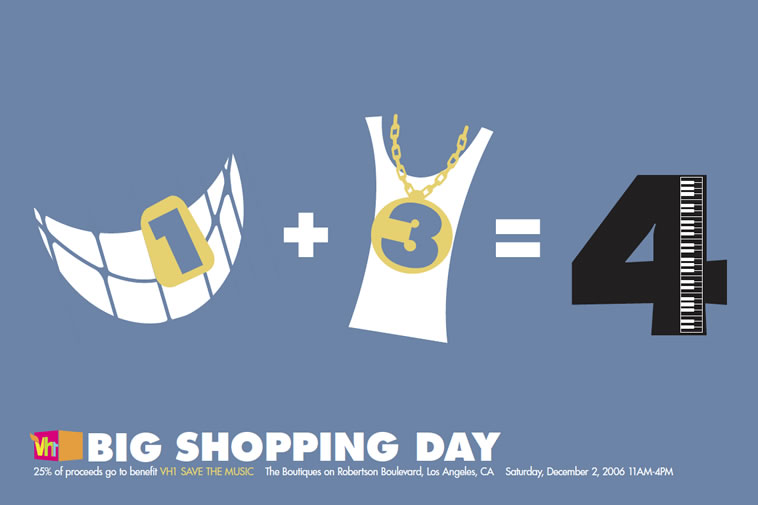 1 + 3 = 4
Vh1 BIG SHOPPING DAY
25% of proceeds go to benefit VH1 SAVE THE MUSIC The Boutiques on Robertson Boulevard, Los Angeles, CA Saturday, December 2, 2006 11AM-4PM